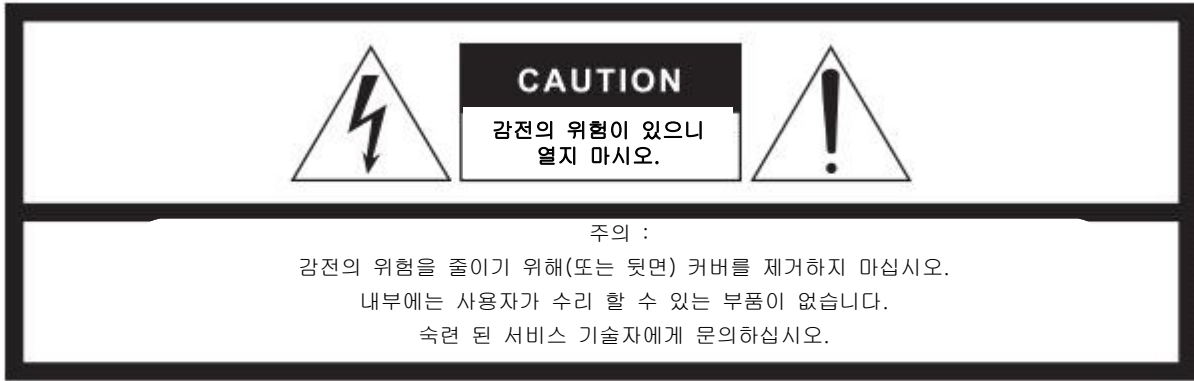 CAUTION
감전의 위험이 있으니
열지 마시오.
주의 :
감전의 위험을 줄이기 위해(또는 뒷면) 커버를 제거하지 마십시오.
내부에는 사용자가 수리 할 수 있는 부품이 없습니다.
숙련 된 서비스 기술자에게 문의하십시오.